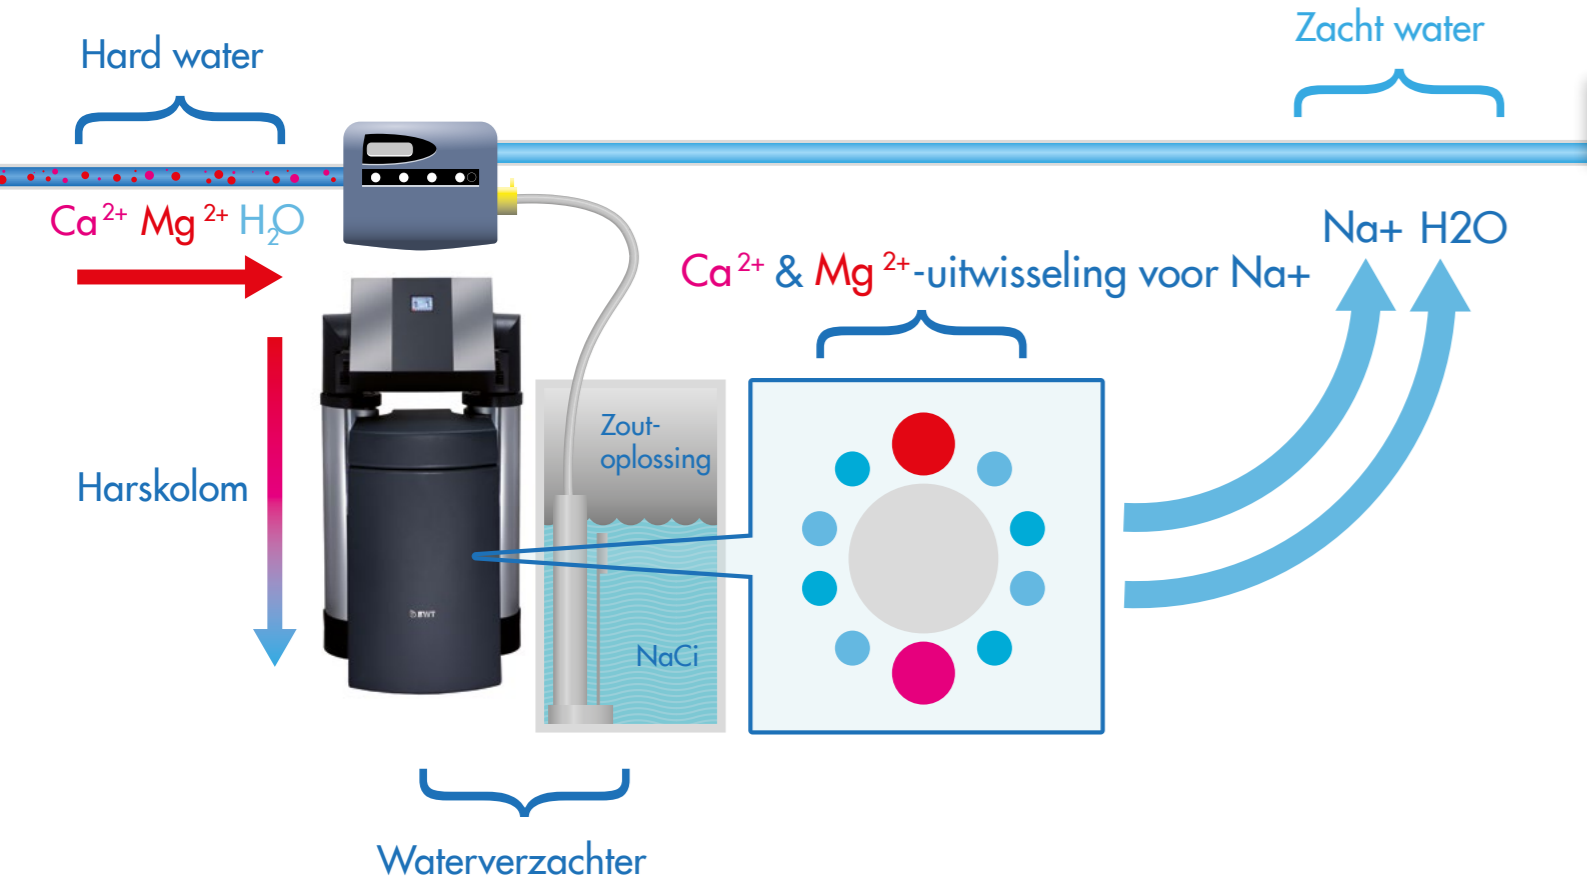 Hard water
Zacht water
Ca2+ Mg2+ H2O
Na+ H2O
Ca2+ & Mg2+-uitwisseling voor Na+
Zout-
oplossing
Harskolom
BWT
NaCi
Waterverzachter